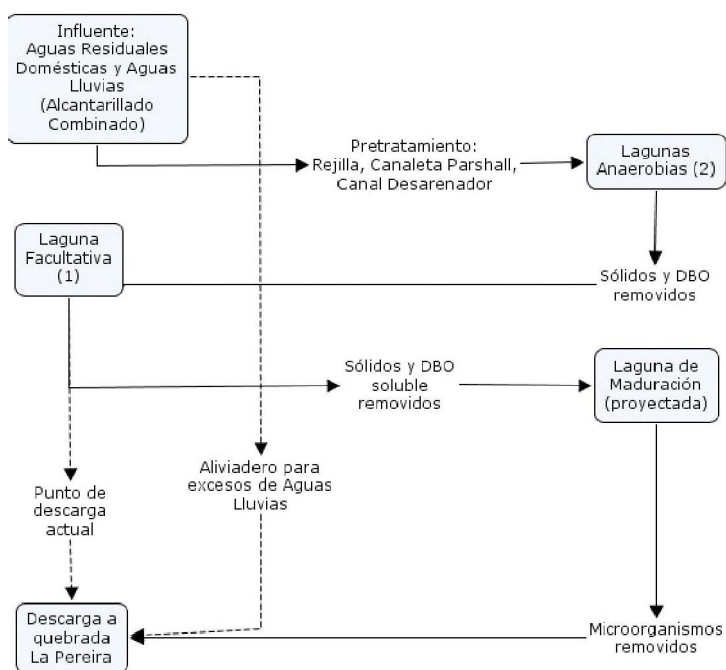 Influente:
Aguas Residuales
Domésticas y Aguas
Lluvias
(Alcantarillado
Combinado)
Pretratamiento:
Rejilla, Canaleta Parshall,
Canal Desarenador
Lagunas
Anaerobias (2)
Laguna
Facultativa
(1)
Sólidos y DBO
removidos
Sólidos y DBO
soluble
removidos
Laguna de
Maduración
(proyectada)
Punto de
descarga
actual
Aliviadero para
excesos de Aguas
Lluvias
Descarga a
quebrada
La Pereira
Microorganismos
removidos